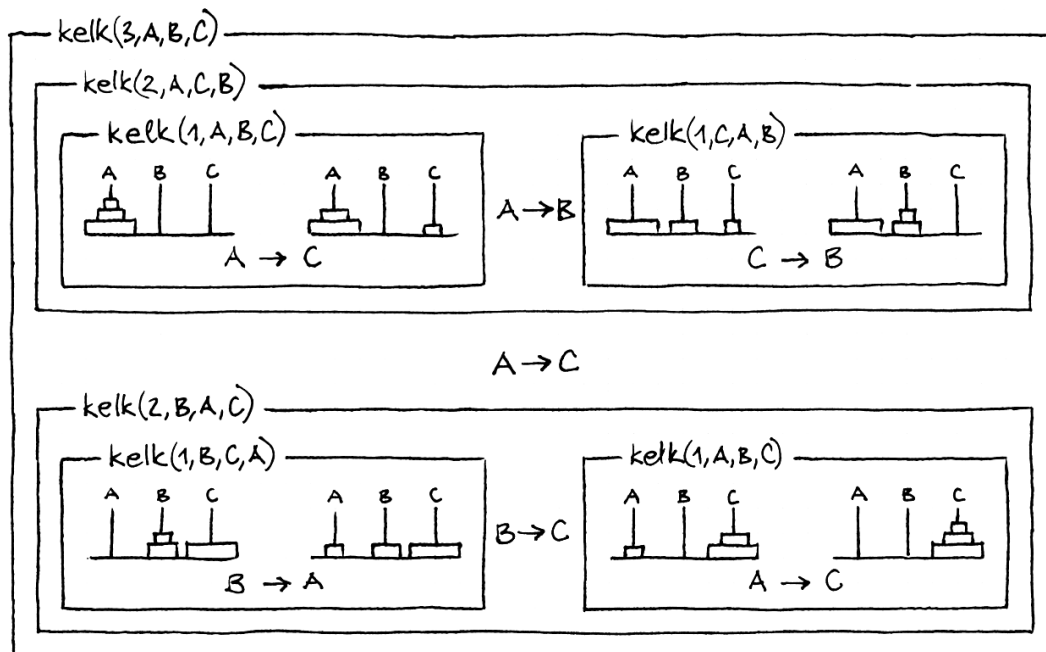 kelk(3,A,B,C)
kelk(2,A,C,B)
kelk(1,A,B,C)
A B C A B C
A → C
A → B
kelk(1,C,A,B)
A B C A B C
C → B
A → C
kelk(2,B,A,C)
kelk(1,B,C,A)
A B C A B C
B → A
B → C
kelk(1,A,B,C)
A B C A B C
A → C